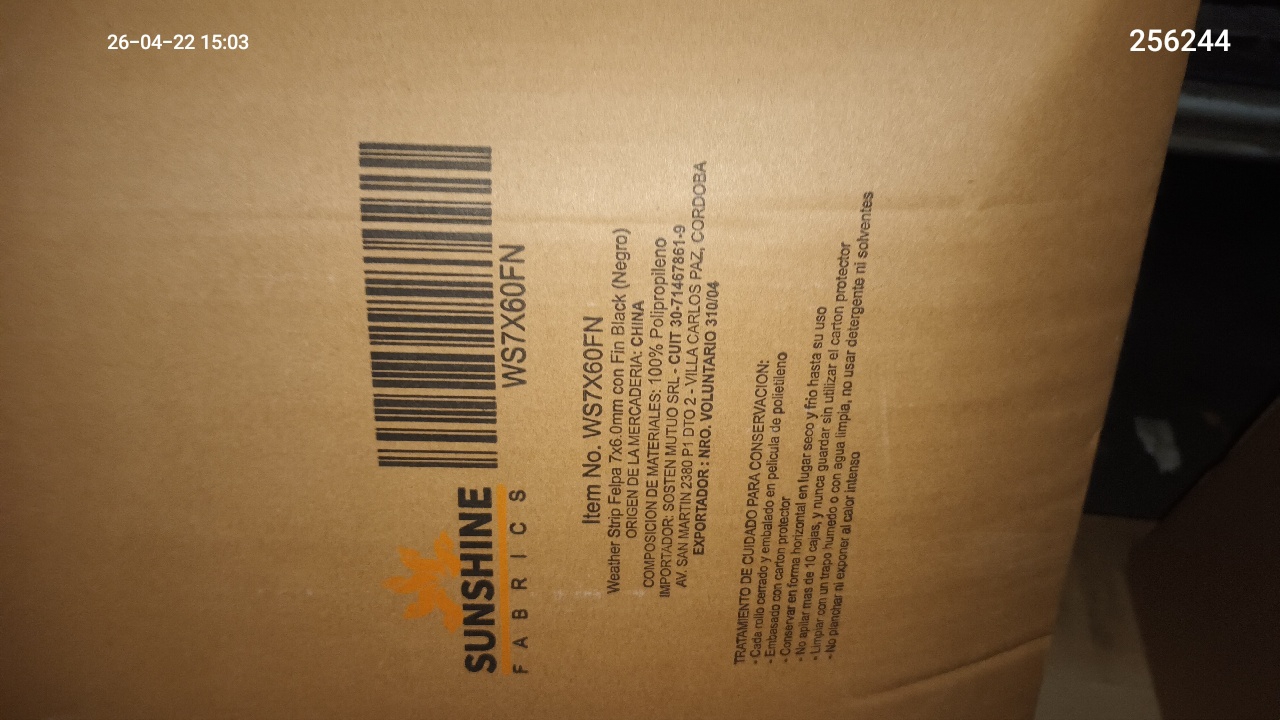 26-04-22 15:03
256244
SUNSHINE
FABRICS
WS7X60FN
Item No. WS7X60FN
Weather Strip Felpa 7x6.0mm con Fin Black (Negro)
ORIGEN DE LA MERCADERIA: CHINA
COMPOSICION DE MATERIALES: 100% Polipropileno
IMPORTADOR: SOSTEN MUTUO SRL - CUIT 30-71467861-9
AV. SAN MARTIN 2380 P1 DTO 2 - VILLA CARLOS PAZ, CORDOBA
EXPORTADOR : NRO. VOLUNTARIO 310/04
TRATAMIENTO DE CUIDADO PARA CONSERVACION:
- Cada rollo cerrado y embalado en pelicula de polietileno
- Embasado con carton protector
- Conservar en forma horizontal en lugar seco y frio hasta su uso
- No apilar mas de 10 cajas, y nunca guardar sin utilizar el carton protector
- Limpiar con un trapo humedo o con agua limpia, no usar detergente ni solventes
- No planchar ni exponer al calor intenso